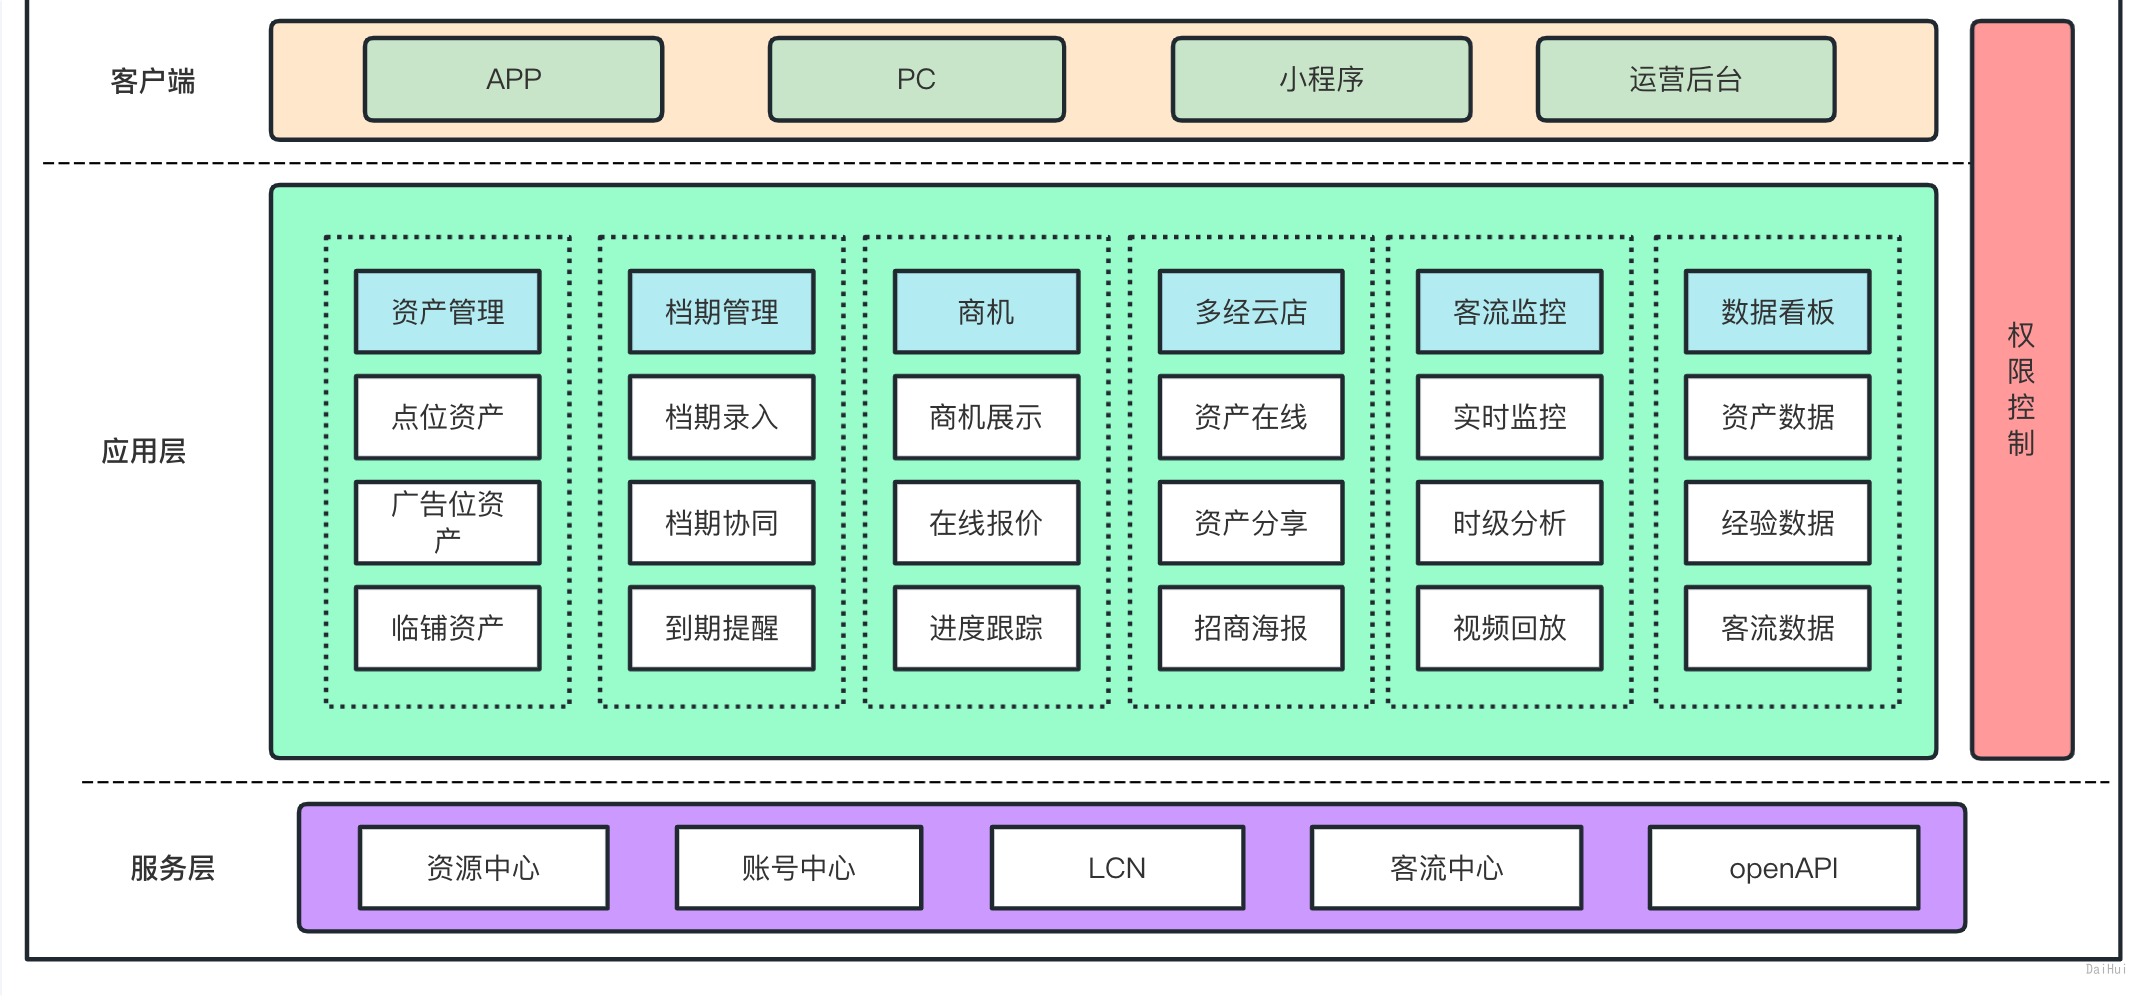 客户端
APP
PC
小程序
运营后台
应用层
资产管理
点位资产
广告位资
产
临铺资产
档期管理
档期录入
档期协同
到期提醒
商机
商机展示
在线报价
进度跟踪
多经云店
资产在线
资产分享
招商海报
客流监控
实时监控
时级分析
视频回放
数据看板
资产数据
经验数据
客流数据
权
限
控
制
服务层
资源中心
账号中心
LCN
客流中心
openAPI
DaiHui